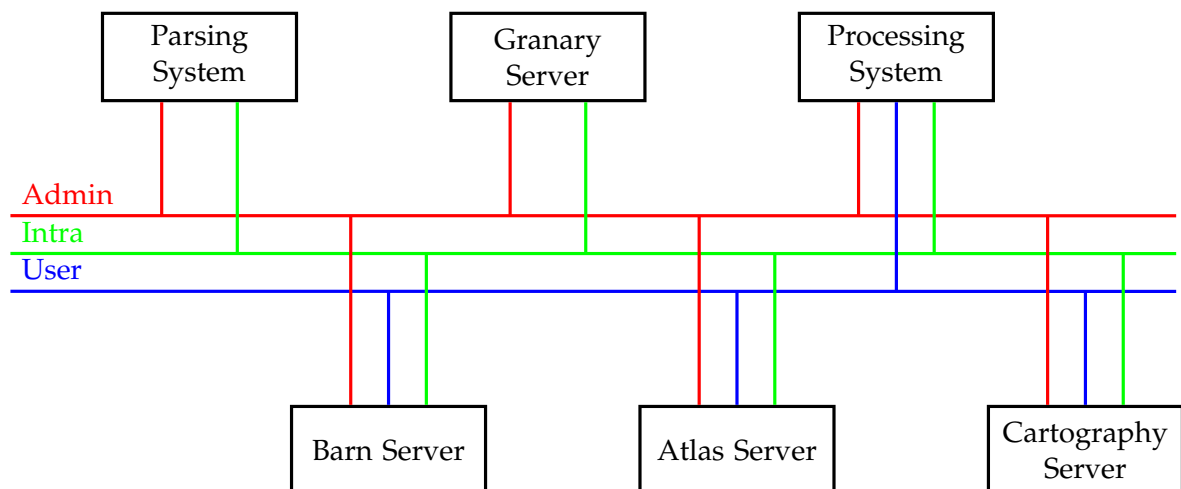 Parsing
System
Granary
Server
Processing
System
Admin
Intra
User
Barn Server
Atlas Server
Cartography
Server